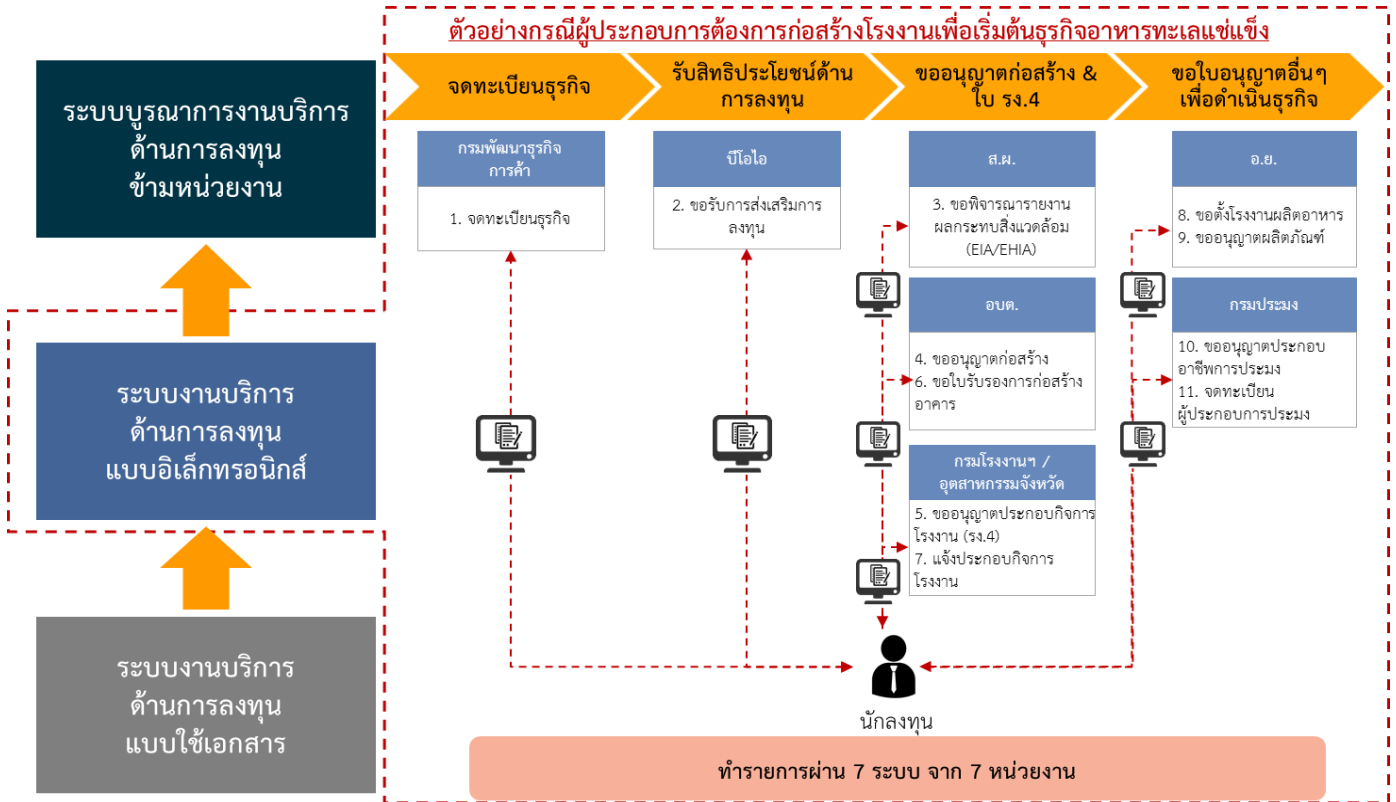 ตัวอย่างกรณีผู้ประกอบการต้องการก่อสร้างโรงงานเพื่อเริ่มต้นธุรกิจอาหารทะเลแช่แข็ง
ระบบบูรณาการงานบริการ
ด้านการลงทุน
ข้ามหน่วยงาน
ระบบงานบริการ
ด้านการลงทุน
แบบอิเล็กทรอนิกส์
ระบบงานบริการ
ด้านการลงทุน
แบบใช้เอกสาร
จดทะเบียนธุรกิจ
กรมพัฒนาธุรกิจ
การค้า
1. จดทะเบียนธุรกิจ
รับสิทธิประโยชน์ด้าน
การลงทุน
บีโอไอ
2. ขอรับการส่งเสริมการ
ลงทุน
ขออนุญาตก่อสร้าง &
ใบ รง.4
ส.ผ.
3. ขอพิจารณารายงาน
ผลกระทบสิ่งแวดล้อม
(EIA/EHIA)
อบต.
4. ขออนุญาตก่อสร้าง
6. ขอใบรับรองการก่อสร้าง
อาคาร
กรมโรงงานฯ /
อุตสาหกรรมจังหวัด
5. ขออนุญาตประกอบกิจการ
โรงงาน (รง.4)
7. แจ้งประกอบกิจการ
โรงงาน
ขอใบอนุญาตอื่นๆ
เพื่อดำเนินธุรกิจ
อ.ย.
8. ขอตั้งโรงงานผลิตอาหาร
9. ขออนุญาตผลิตภัณฑ์
กรมประมง
10. ขออนุญาตประกอบ
อาชีพการประมง
11. จดทะเบียน
ผู้ประกอบการประมง
นักลงทุน
ทำรายการผ่าน 7 ระบบ จาก 7 หน่วยงาน